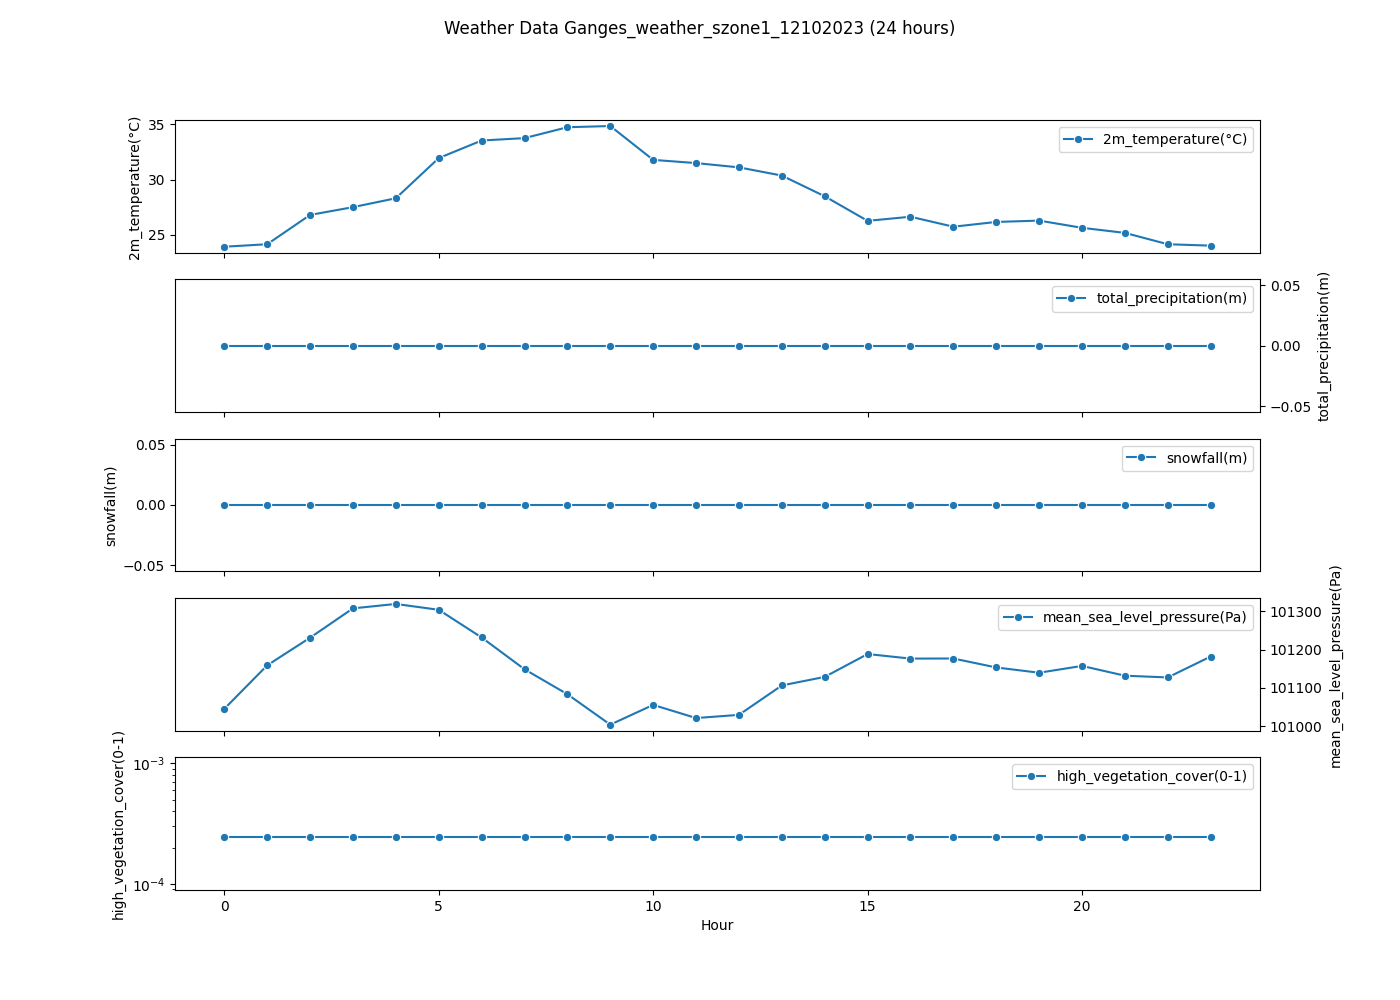 Weather Data Ganges_weather_szone1_12102023 (24 hours)
2m_temperature(°C)
35
30
25
2m_temperature(°C)
total_precipitation(m)
0.05
0.00
−0.05
total_precipitation(m)
snowfall(m)
0.05
0.00
−0.05
snowfall(m)
mean_sea_level_pressure(Pa)
101300
101200
101100
101000
mean_sea_level_pressure(Pa)
high_vegetation_cover(0-1)
10⁻³
10⁻⁴
high_vegetation_cover(0-1)
0 5 10 15 20
Hour